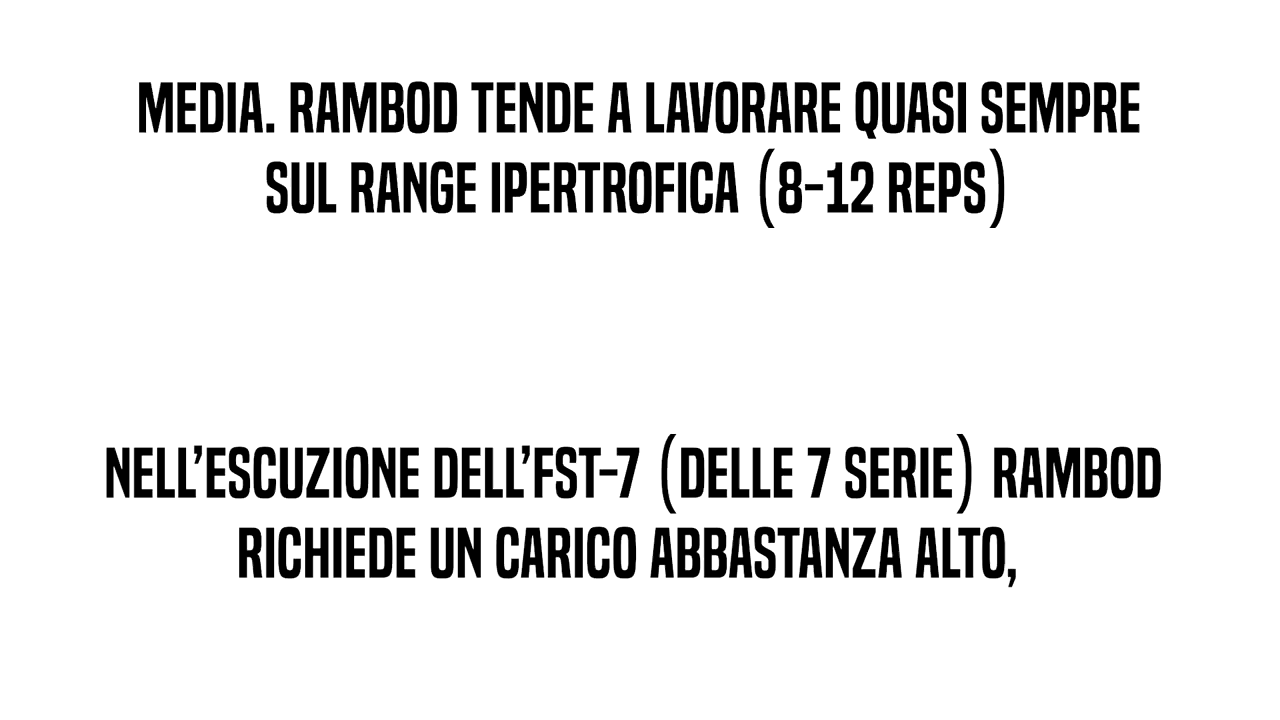 MEDIA. RAMBOD TENDE A LAVORARE QUASI SEMPRE
SUL RANGE IPERTROFICA (8-12 REPS)
NELL'ESCUZIONE DELL'FST-7 (DELLE 7 SERIE) RAMBOD
RICHIEDE UN CARICO ABBASTANZA ALTO,